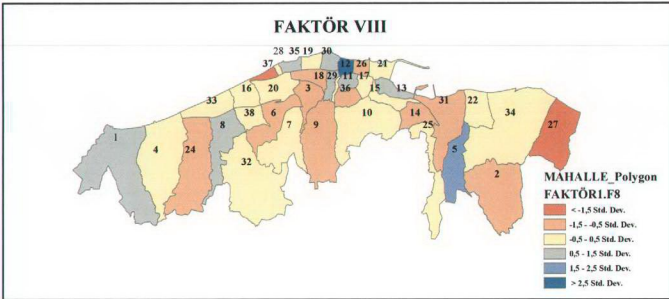 FAKTÖR VIII
28 35 19 30
37 12 26 21
18 29 11 17
16 20 3 36 15 13
33 31 22
38 6 10 14 34
1 8 7 9 25 27
4 24 5
32 2
MAHALLE_Polygon
FAKTÖR1.F8
< -1,5 Std. Dev.
-1,5 - -0,5 Std. Dev.
-0,5 - 0,5 Std. Dev.
0,5 - 1,5 Std. Dev.
1,5 - 2,5 Std. Dev.
> 2,5 Std. Dev.